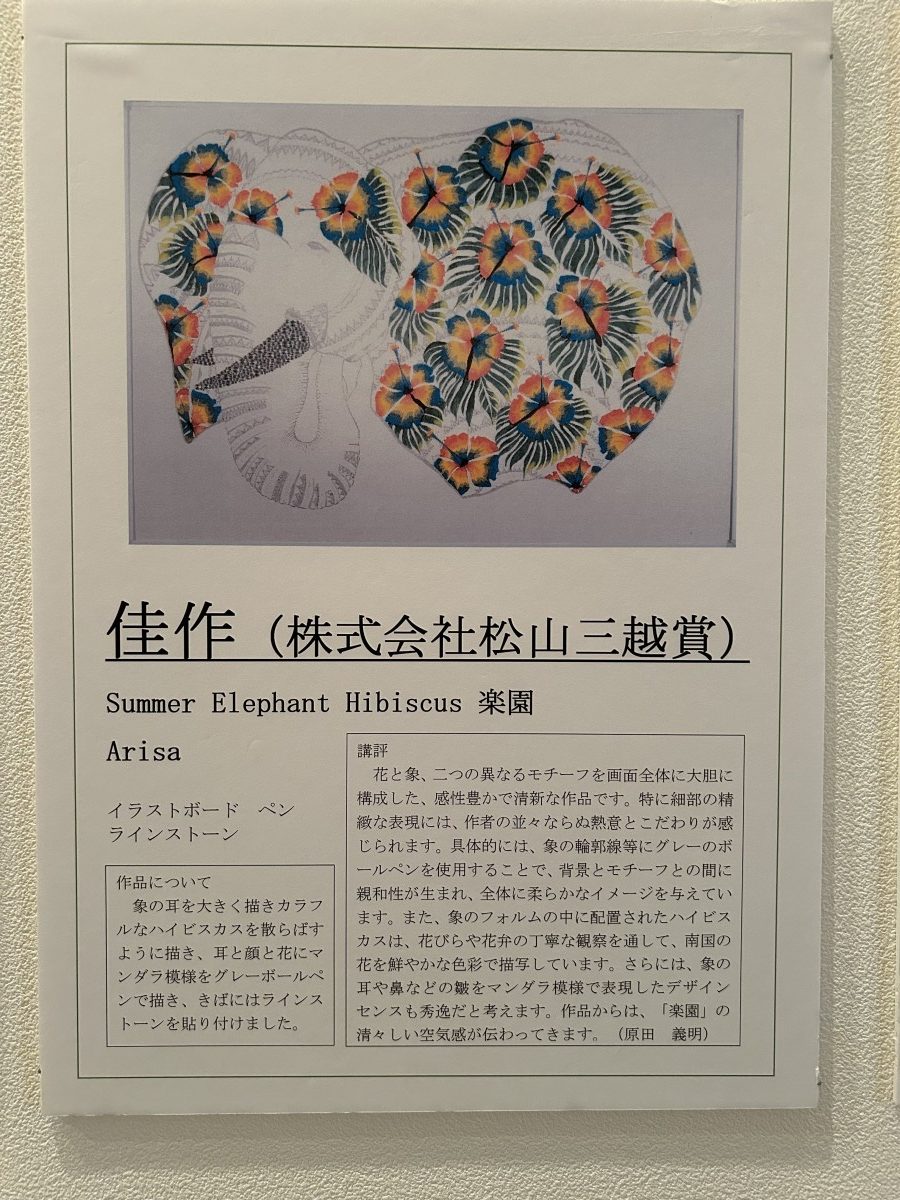 佳作（株式会社松山三越賞）
Summer Elephant Hibiscus 楽園
Arisa
イラストボード　ペン
ラインストーン
作品について
　象の耳を大きく描きカラフ
ルなハイビスカスを散らばす
ように描き、耳と顔と花にマ
ンダラ模様をグレーボールペ
ンで描き、きばにはラインス
トーンを貼り付けました。
講評
　花と象、二つの異なるモチーフを画面全体に大胆に
構成した、感性豊かで清新な作品です。特に細部の精
緻な表現には、作者の並々ならぬ熱意とこだわりが感
じられます。具体的には、象の輪郭線等にグレーのボ
ールペンを使用することで、背景とモチーフとの間に
親和性が生まれ、全体に柔らかなイメージを与えてい
ます。また、象のフォルムの中に配置されたハイビス
カスは、花びらや花弁の丁寧な観察を通して、南国の
花を鮮やかな色彩で描写しています。さらには、象の
耳や鼻などの皺をマンダラ模様で表現したデザイン
センスも秀逸だと考えます。作品からは、「楽園」の
清々しい空気感が伝わってきます。（原田　義明）